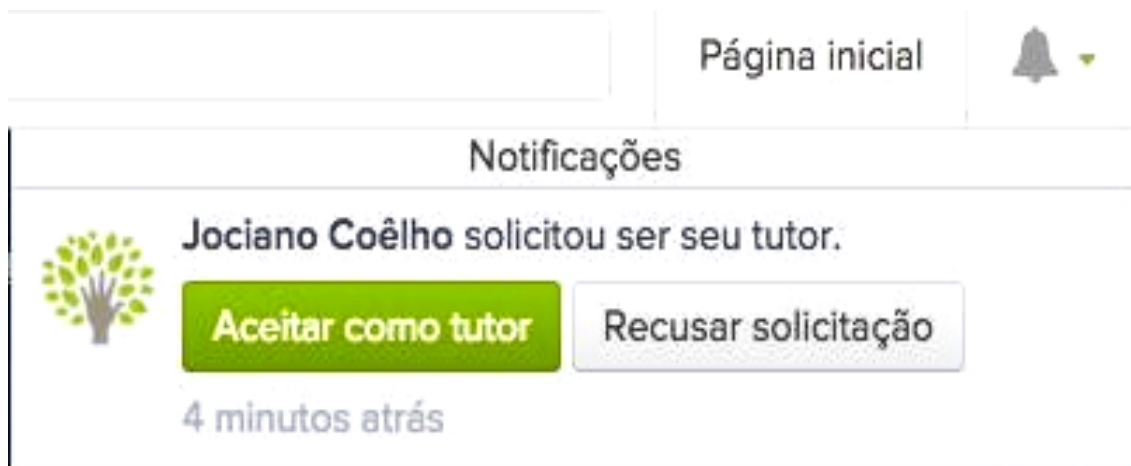 Página inicial
Notificações
Jociano Coêlho solicitou ser seu tutor.
Aceitar como tutor Recusar solicitação
4 minutos atrás